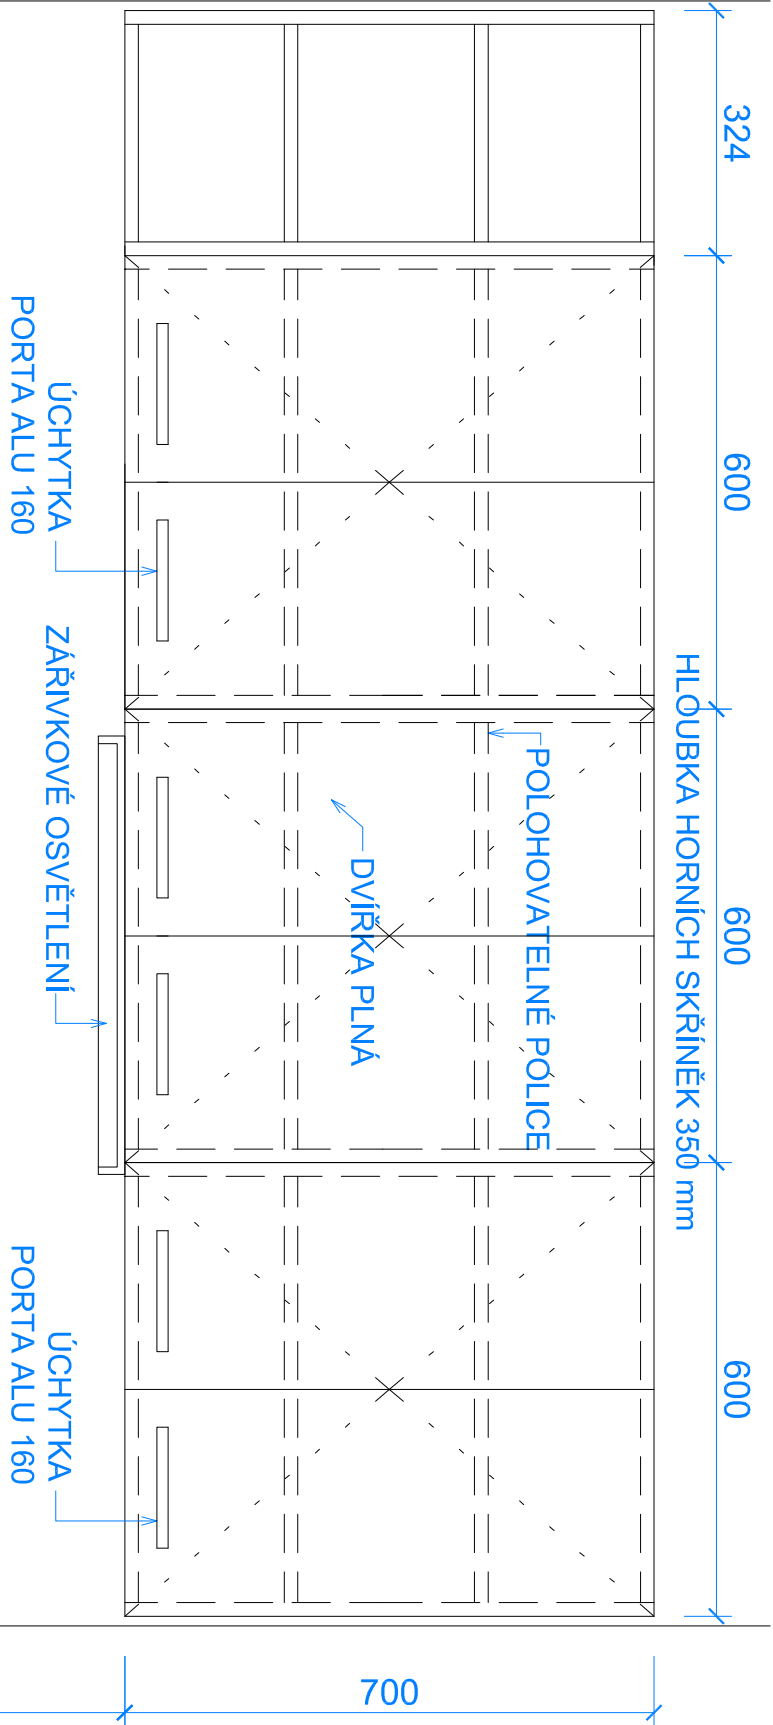 324
600
600
600
HLOUBKA HORNÍCH SKŘÍNĚK 350 mm
POLOHOVATELNÉ POLICE
DVÍŘKA PLNÁ
ÚCHYTKA
PORTA ALU 160
ZÁŘIVKOVÉ OSVĚTLENÍ
ÚCHYTKA
PORTA ALU 160
700